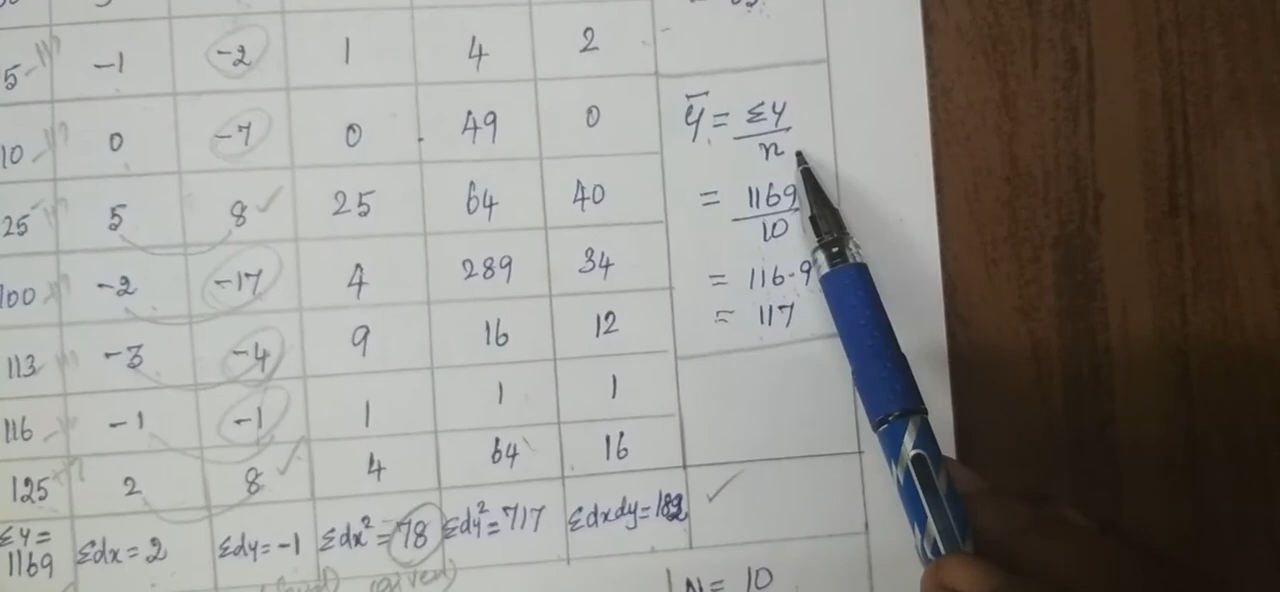 5 -1 -2 1 4 2
10 0 -7 0 49 0
25 5 8 ✓ 25 64 40
100 -2 -17 4 289 34
113 -3 -4 9 16 12
116 -1 -1 1 1 1
125 2 8 ✓ 4 64 16
Σy= 1169 Σdx = 2 Σdy = -1 Σdx² = 78 Σdy² = 717 Σdxdy = 182 ✓
ȳ = Σy/n
= 1169/10
= 116.9
= 117
(given)
N = 10